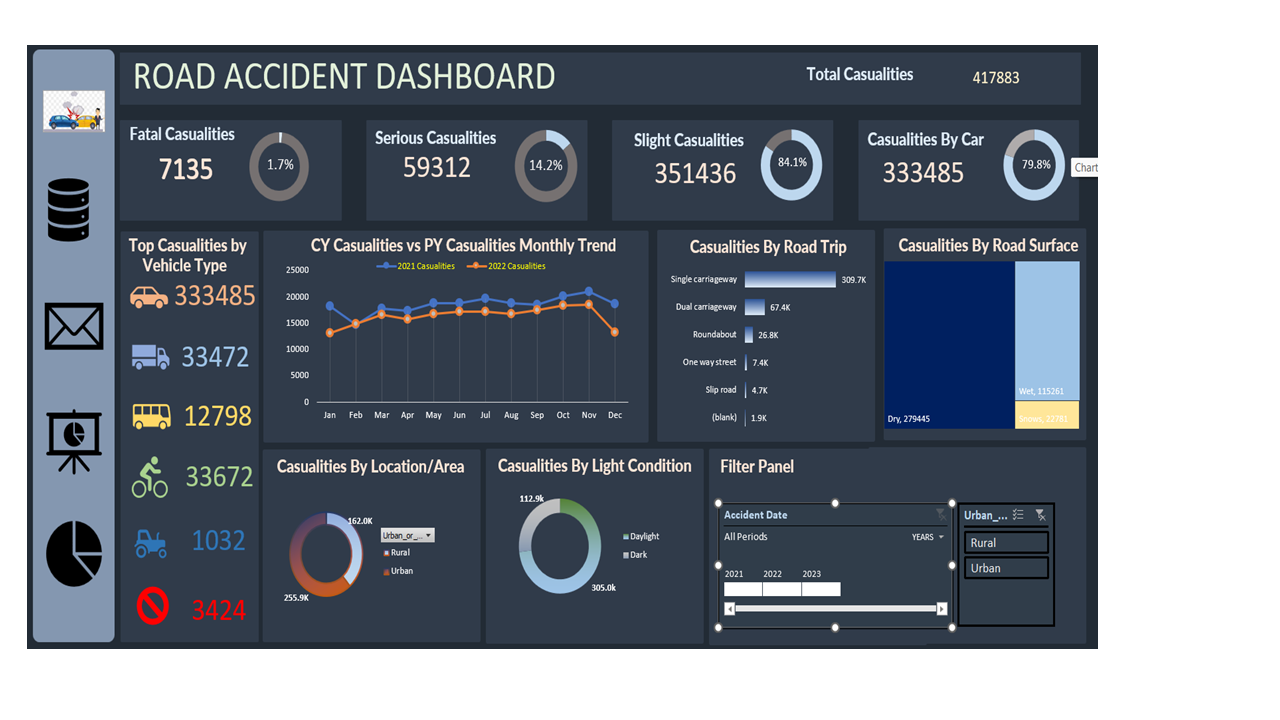 ROAD ACCIDENT DASHBOARD
Total Casualities
417883
Fatal Casualities
7135
1.7%
Serious Casualities
59312
14.2%
Slight Casualities
351436
84.1%
Casualities By Car
333485
79.8%
Chart
Top Casualities by
Vehicle Type
333485
33472
12798
33672
1032
3424
CY Casualities vs PY Casualities Monthly Trend
2021 Casualities
2022 Casualities
25000
20000
15000
10000
5000
0
Jan Feb Mar Apr May Jun Jul Aug Sep Oct Nov Dec
Casualities By Road Trip
Single carriageway 309.7K
Dual carriageway 67.4K
Roundabout 26.8K
One way street 7.4K
Slip road 4.7K
(blank) 1.9K
Casualities By Road Surface
Dry, 279445
Wet, 115261
Snown, 22781
Casualities By Location/Area
162.0K
255.9K
Urban_or_...
Rural
Urban
Casualities By Light Condition
112.9k
305.0k
Daylight
Dark
Filter Panel
Accident Date
All Periods
YEARS
2021 2022 2023
Urban_...
Rural
Urban